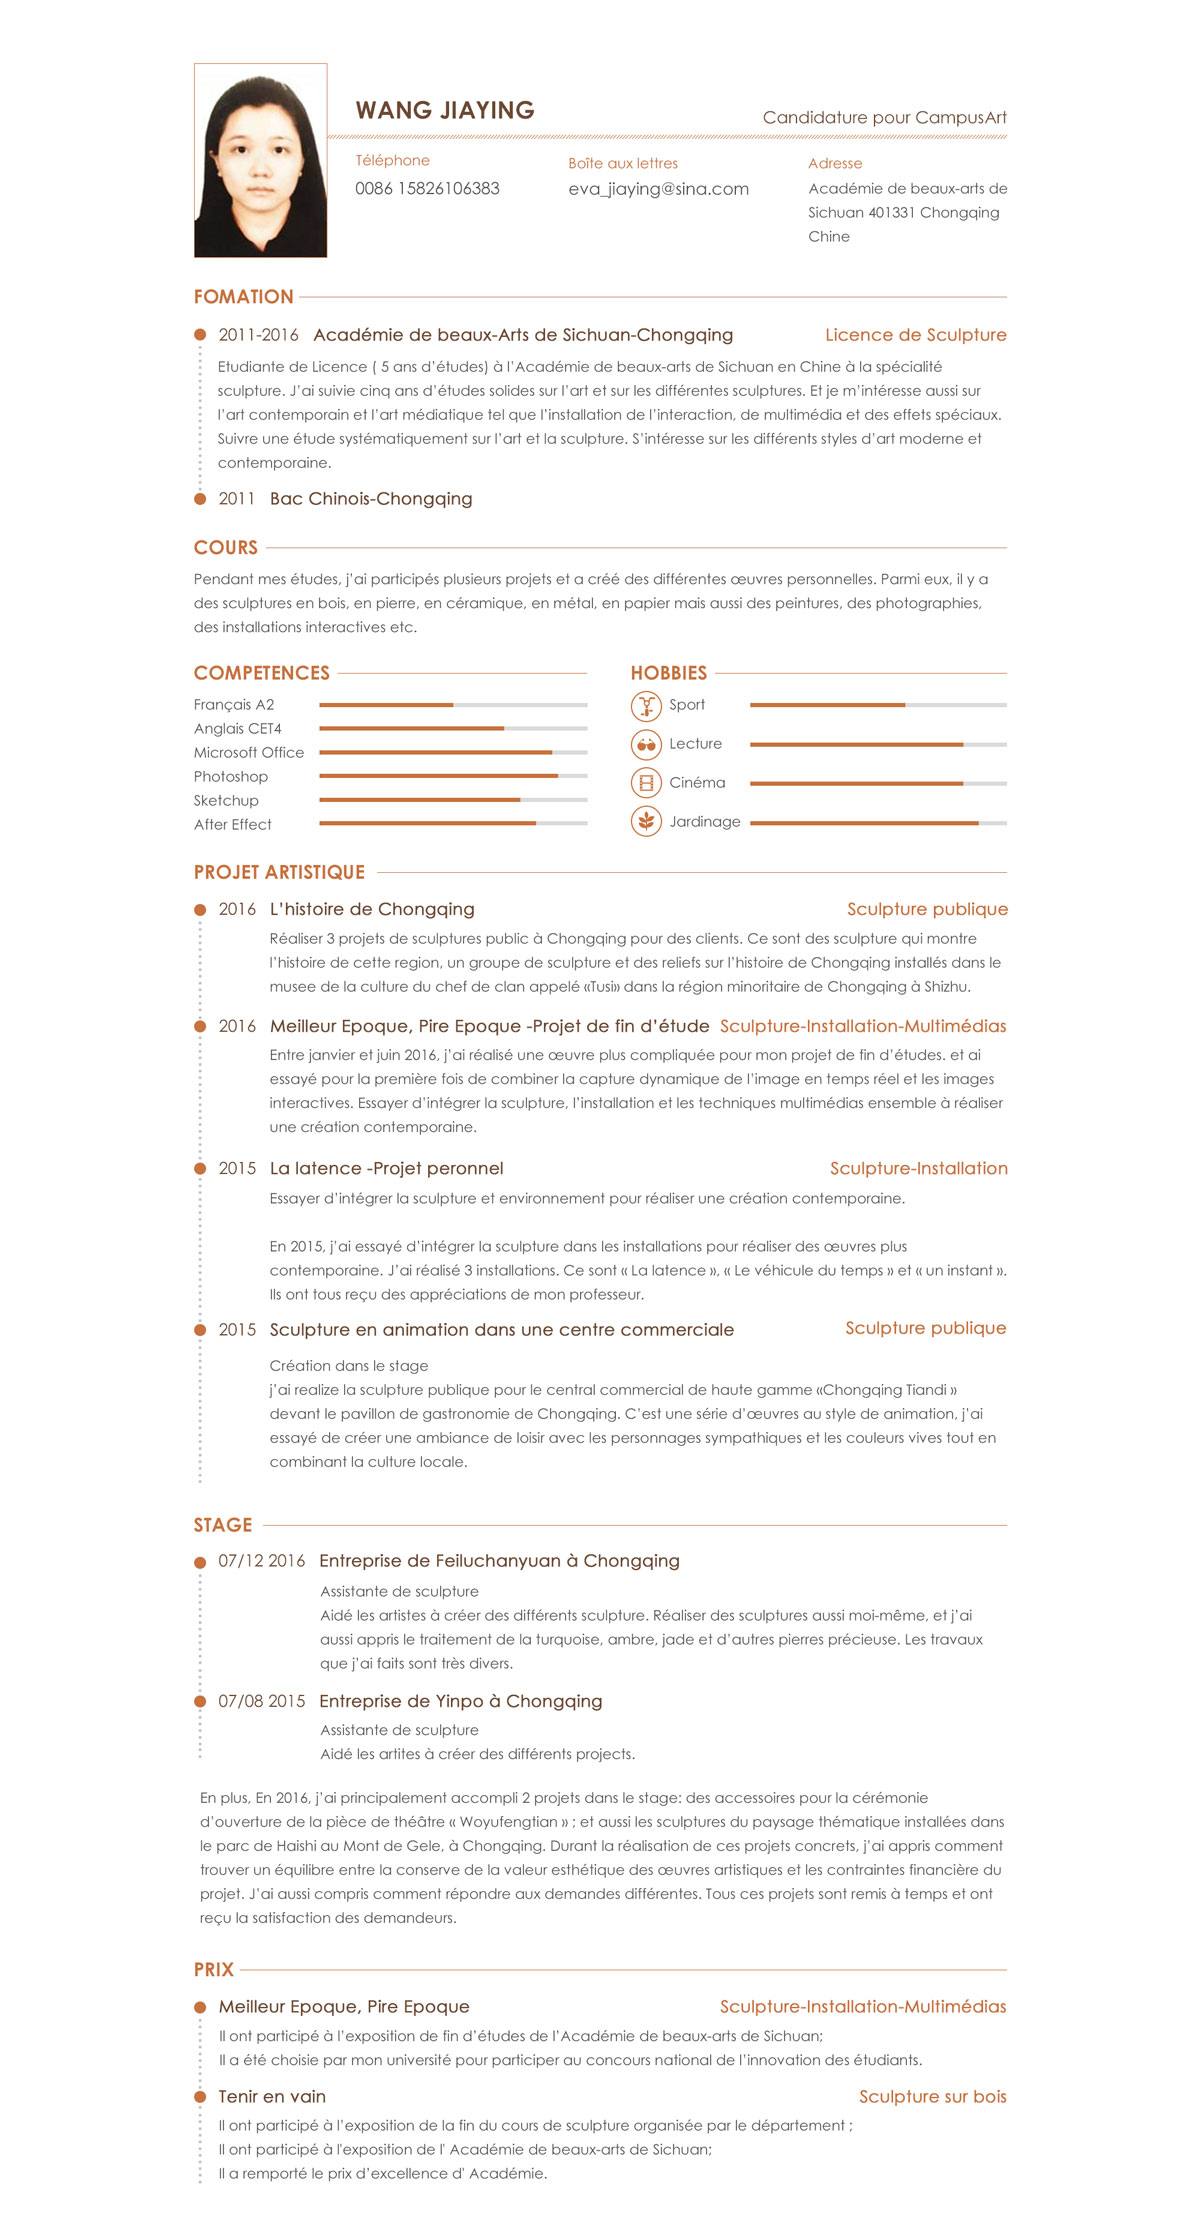 WANG JIAYING
Candidature pour CampusArt
Téléphone
0086 15826106383
Boîte aux lettres
eva_jiaying@sina.com
Adresse
Académie de beaux-arts de
Sichuan 401331 Chongqing
Chine
FOMATION
2011-2016 Académie de beaux-Arts de Sichuan-Chongqing Licence de Sculpture
Etudiante de Licence ( 5 ans d'études) à l'Académie de beaux-arts de Sichuan en Chine à la spécialité
sculpture. J'ai suivie cinq ans d'études solides sur l'art et sur les différentes sculptures. Et je m'intéresse aussi sur
l'art contemporain et l'art médiatique tel que l'installation de l'interaction, de multimédia et des effets spéciaux.
Suivre une étude systématiquement sur l'art et la sculpture. S'intéresse sur les différents styles d'art moderne et
contemporaine.
2011 Bac Chinois-Chongqing
COURS
Pendant mes études, j'ai participés plusieurs projets et a créé des différentes œuvres personnelles. Parmi eux, il y a
des sculptures en bois, en pierre, en céramique, en métal, en papier mais aussi des peintures, des photographies,
des installations interactives etc.
COMPETENCES
Français A2
Anglais CET4
Microsoft Office
Photoshop
Sketchup
After Effect
HOBBIES
Sport
Lecture
Cinéma
Jardinage
PROJET ARTISTIQUE
2016 L'histoire de Chongqing Sculpture publique
Réaliser 3 projets de sculptures public à Chongqing pour des clients. Ce sont des sculpture qui montre
l'histoire de cette region, un groupe de sculpture et des reliefs sur l'histoire de Chongqing installés dans le
musee de la culture du chef de clan appelé «Tusi» dans la région minoritaire de Chongqing à Shizhu.
2016 Meilleur Epoque, Pire Epoque -Projet de fin d'étude Sculpture-Installation-Multimédias
Entre janvier et juin 2016, j'ai réalisé une œuvre plus compliquée pour mon projet de fin d'études. et ai
essayé pour la première fois de combiner la capture dynamique de l'image en temps réel et les images
interactives. Essayer d'intégrer la sculpture, l'installation et les techniques multimédias ensemble à réaliser
une création contemporaine.
2015 La latence -Projet peronnel Sculpture-Installation
Essayer d'intégrer la sculpture et environnement pour réaliser une création contemporaine.
En 2015, j'ai essayé d'intégrer la sculpture dans les installations pour réaliser des œuvres plus
contemporaine. J'ai réalisé 3 installations. Ce sont « La latence », « Le véhicule du temps » et « un instant ».
Ils ont tous reçu des appréciations de mon professeur.
2015 Sculpture en animation dans une centre commerciale Sculpture publique
Création dans le stage
j'ai realize la sculpture publique pour le central commercial de haute gamme «Chongqing Tiandi »
devant le pavillon de gastronomie de Chongqing. C'est une série d'œuvres au style de animation, j'ai
essayé de créer une ambiance de loisir avec les personnages sympathiques et les couleurs vives tout en
combinant la culture locale.
STAGE
07/12 2016 Entreprise de Feiluchanyuan à Chongqing
Assistante de sculpture
Aidé les artistes à créer des différents sculpture. Réaliser des sculptures aussi moi-même, et j'ai
aussi appris le traitement de la turquoise, ambre, jade et d'autres pierres précieuse. Les travaux
que j'ai faits sont très divers.
07/08 2015 Entreprise de Yinpo à Chongqing
Assistante de sculpture
Aidé les artites à créer des différents projects.
En plus, En 2016, j'ai principalement accompli 2 projets dans le stage: des accessoires pour la cérémonie
d'ouverture de la pièce de théâtre « Woyufengtian » ; et aussi les sculptures du paysage thématique installées dans
le parc de Haishi au Mont de Gele, à Chongqing. Durant la réalisation de ces projets concrets, j'ai appris comment
trouver un équilibre entre la conserve de la valeur esthétique des œuvres artistiques et les contraintes financière du
projet. J'ai aussi compris comment répondre aux demandes différentes. Tous ces projets sont remis à temps et ont
reçu la satisfaction des demandeurs.
PRIX
Meilleur Epoque, Pire Epoque Sculpture-Installation-Multimédias
Il ont participé à l'exposition de fin d'études de l'Académie de beaux-arts de Sichuan;
Il a été choisie par mon université pour participer au concours national de l'innovation des étudiants.
Tenir en vain Sculpture sur bois
Il ont participé à l'exposition de la fin du cours de sculpture organisée par le département ;
Il ont participé à l'exposition de l' Académie de beaux-arts de Sichuan;
Il a remporté le prix d'excellence d' Académie.